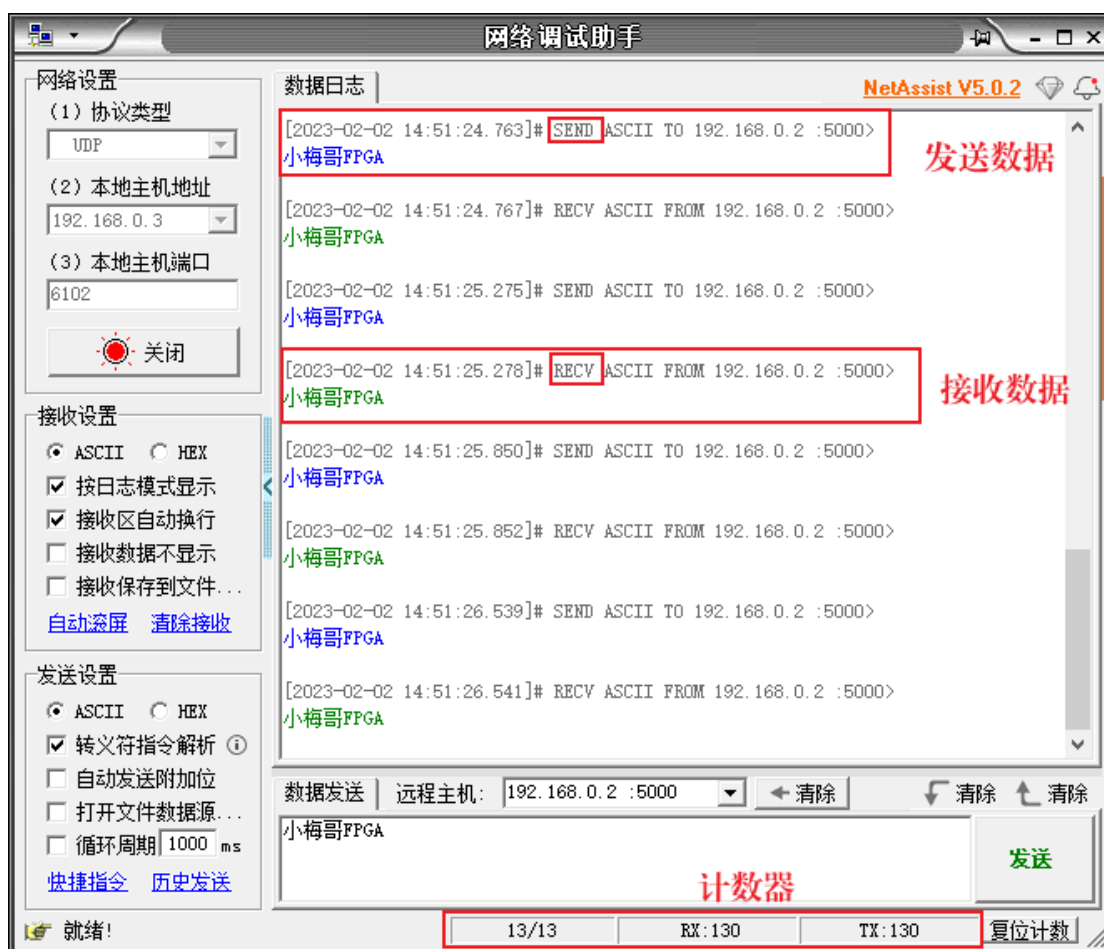 网络调试助手
网络设置
(1) 协议类型
UDP
(2) 本地主机地址
192.168.0.3
(3) 本地主机端口
6102
关闭
接收设置
ASCII HEX
按日志模式显示
接收区自动换行
接收数据不显示
接收保存到文件...
自动滚屏 清除接收
发送设置
ASCII HEX
转义符指令解析
自动发送附加位
打开文件数据源...
循环周期 1000 ms
快捷指令 历史发送
就绪!
数据日志
NetAssist V5.0.2
[2023-02-02 14:51:24.763]# SEND ASCII TO 192.168.0.2 :5000>
小梅哥FPGA
发送数据
[2023-02-02 14:51:24.767]# RECV ASCII FROM 192.168.0.2 :5000>
小梅哥FPGA
[2023-02-02 14:51:25.275]# SEND ASCII TO 192.168.0.2 :5000>
小梅哥FPGA
[2023-02-02 14:51:25.278]# RECV ASCII FROM 192.168.0.2 :5000>
小梅哥FPGA
接收数据
[2023-02-02 14:51:25.850]# SEND ASCII TO 192.168.0.2 :5000>
小梅哥FPGA
[2023-02-02 14:51:25.852]# RECV ASCII FROM 192.168.0.2 :5000>
小梅哥FPGA
[2023-02-02 14:51:26.539]# SEND ASCII TO 192.168.0.2 :5000>
小梅哥FPGA
[2023-02-02 14:51:26.541]# RECV ASCII FROM 192.168.0.2 :5000>
小梅哥FPGA
数据发送 远程主机: 192.168.0.2 :5000 清除 清除 清除
小梅哥FPGA
发送
计数器
13/13 RX:130 TX:130 复位计数